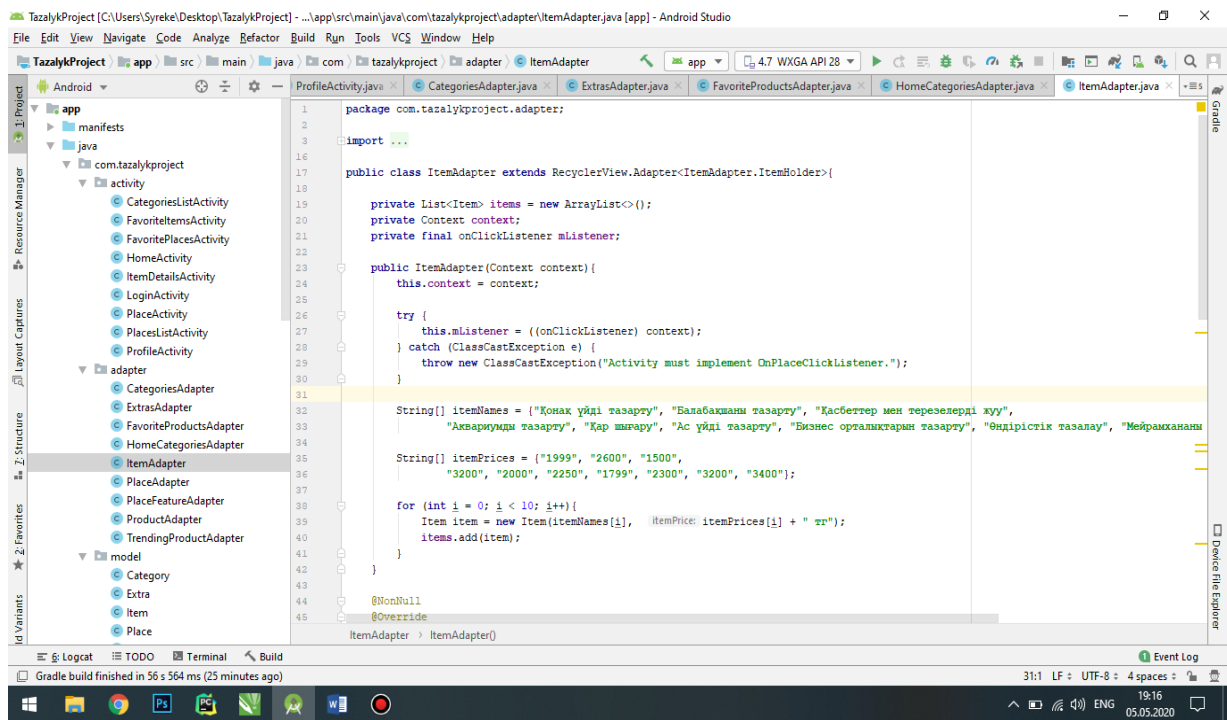 TazalykProject [C:\Users\Syreke\Desktop\TazalykProject] - ...\app\src\main\java\com\tazalykproject\adapter\ItemAdapter.java [app] - Android Studio
File Edit View Navigate Code Analyze Refactor Build Run Tools VCS Window Help
TazalykProject app src main java com tazalykproject adapter ItemAdapter app 4.7 WXGA API 28
Android ProfileActivity.java CategoriesAdapter.java ExtrasAdapter.java FavoriteProductsAdapter.java HomeCategoriesAdapter.java ItemAdapter.java
1: Project
Resource Manager
Layout Captures
Z: Structure
2: Favorites
ld Variants
app
manifests
java
com.tazalykproject
activity
CategoriesListActivity
FavoriteItemsActivity
FavoritePlacesActivity
HomeActivity
ItemDetailsActivity
LoginActivity
PlaceActivity
PlacesListActivity
ProfileActivity
adapter
CategoriesAdapter
ExtrasAdapter
FavoriteProductsAdapter
HomeCategoriesAdapter
ItemAdapter
PlaceAdapter
PlaceFeatureAdapter
ProductAdapter
TrendingProductAdapter
model
Category
Extra
Item
Place
1 package com.tazalykproject.adapter;
2
3 import ...
16
17 public class ItemAdapter extends RecyclerView.Adapter<ItemAdapter.ItemHolder>{
18
19 private List<Item> items = new ArrayList<>();
20 private Context context;
21 private final onClickListener mListener;
22
23 public ItemAdapter(Context context){
24 this.context = context;
25
26 try {
27 this.mListener = ((onClickListener) context);
28 } catch (ClassCastException e) {
29 throw new ClassCastException("Activity must implement OnPlaceClickListener.");
30 }
31
32 String[] itemNames = {"Қонақ үйді тазарту", "Балабақшаны тазарту", "Қасбеттер мен терезелерді жуу",
33 "Аквариумды тазарту", "Қар шығару", "Ас үйді тазарту", "Бизнес орталықтарын тазарту", "Өндірістік тазалау", "Мейрамхананы
34
35 String[] itemPrices = {"1999", "2600", "1500",
36 "3200", "2000", "2250", "1799", "2300", "3200", "3400"};
37
38 for (int i = 0; i < 10; i++){
39 Item item = new Item(itemNames[i], itemPrice: itemPrices[i] + " тг");
40 items.add(item);
41 }
42 }
43
44 @NonNull
45 @Override
ItemAdapter ItemAdapter()
Gradle
Device File Explorer
6: Logcat TODO Terminal Build 1 Event Log
Gradle build finished in 56 s 564 ms (25 minutes ago) 31:1 LF UTF-8 4 spaces
Ps PC W ENG 19:16
05.05.2020